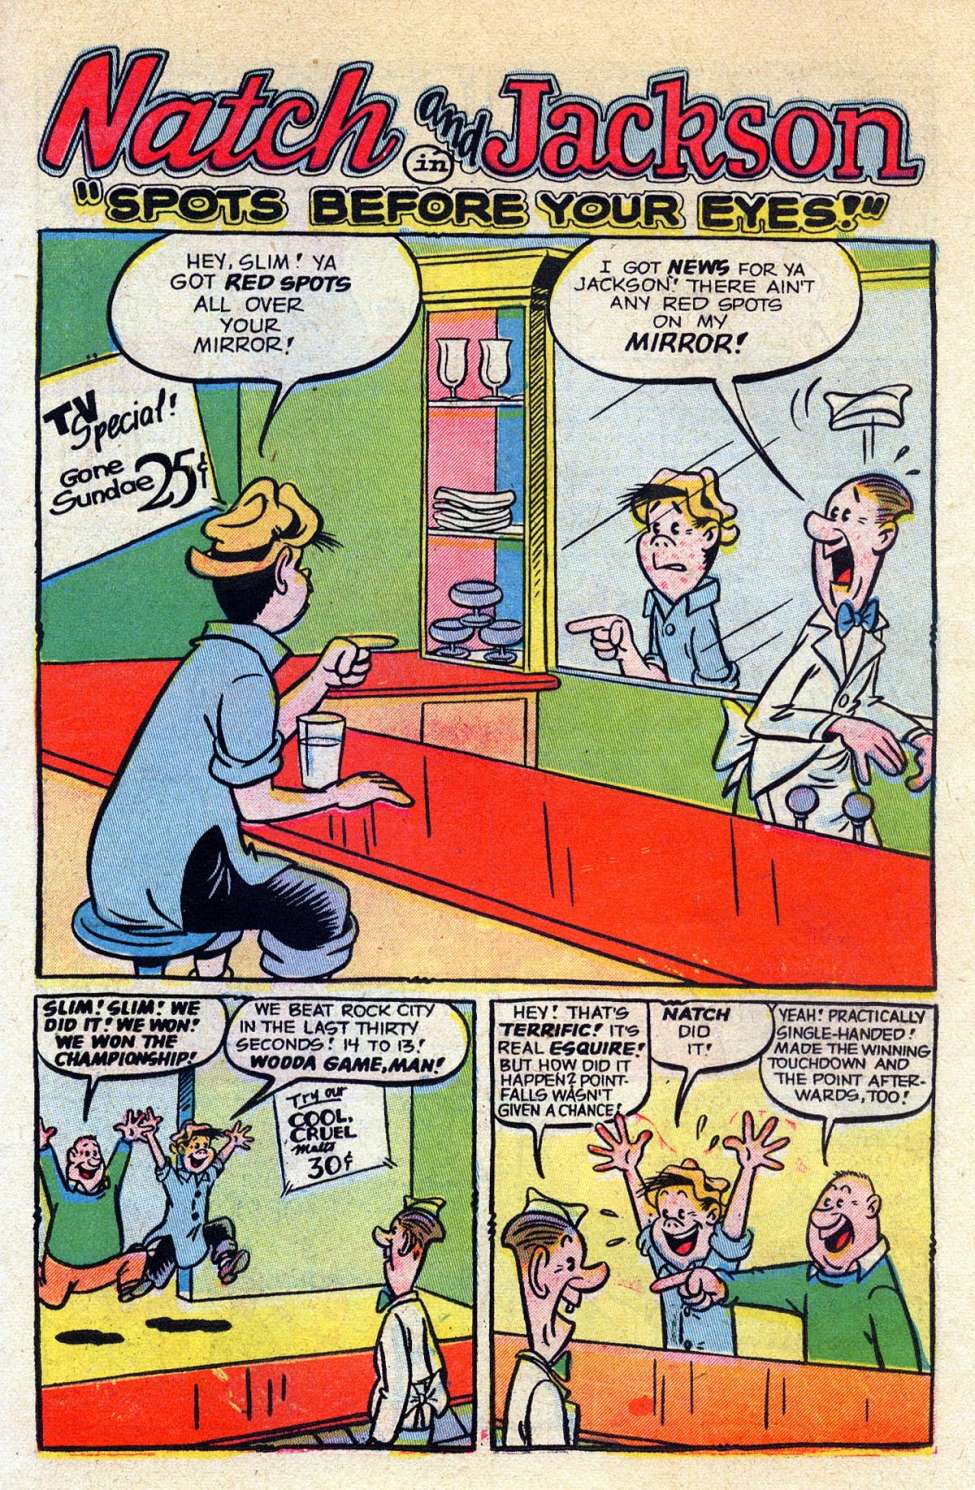 Natch and Jackson
in
"SPOTS BEFORE YOUR EYES!"
HEY, SLIM! YA
GOT RED SPOTS
ALL OVER
YOUR
MIRROR!
I GOT NEWS FOR YA
JACKSON! THERE AIN'T
ANY RED SPOTS
ON MY
MIRROR!
TV
Special!
Gone
Sundae 25¢
SLIM! SLIM! WE
DID IT! WE WON!
WE WON THE
CHAMPIONSHIP!
WE BEAT ROCK CITY
IN THE LAST THIRTY
SECONDS! 14 TO 13!
WODDA GAME, MAN!
Try our
COOL,
CRUEL
Malts
30¢
HEY! THAT'S
TERRIFIC! IT'S
REAL ESQUIRE!
BUT HOW DID IT
HAPPEN? POINT-
FALLS WASN'T
GIVEN A CHANCE!
NATCH
DID
IT!
YEAH! PRACTICALLY
SINGLE-HANDED!
MADE THE WINNING
TOUCHDOWN AND
THE POINT AFTER-
WARDS, TOO!